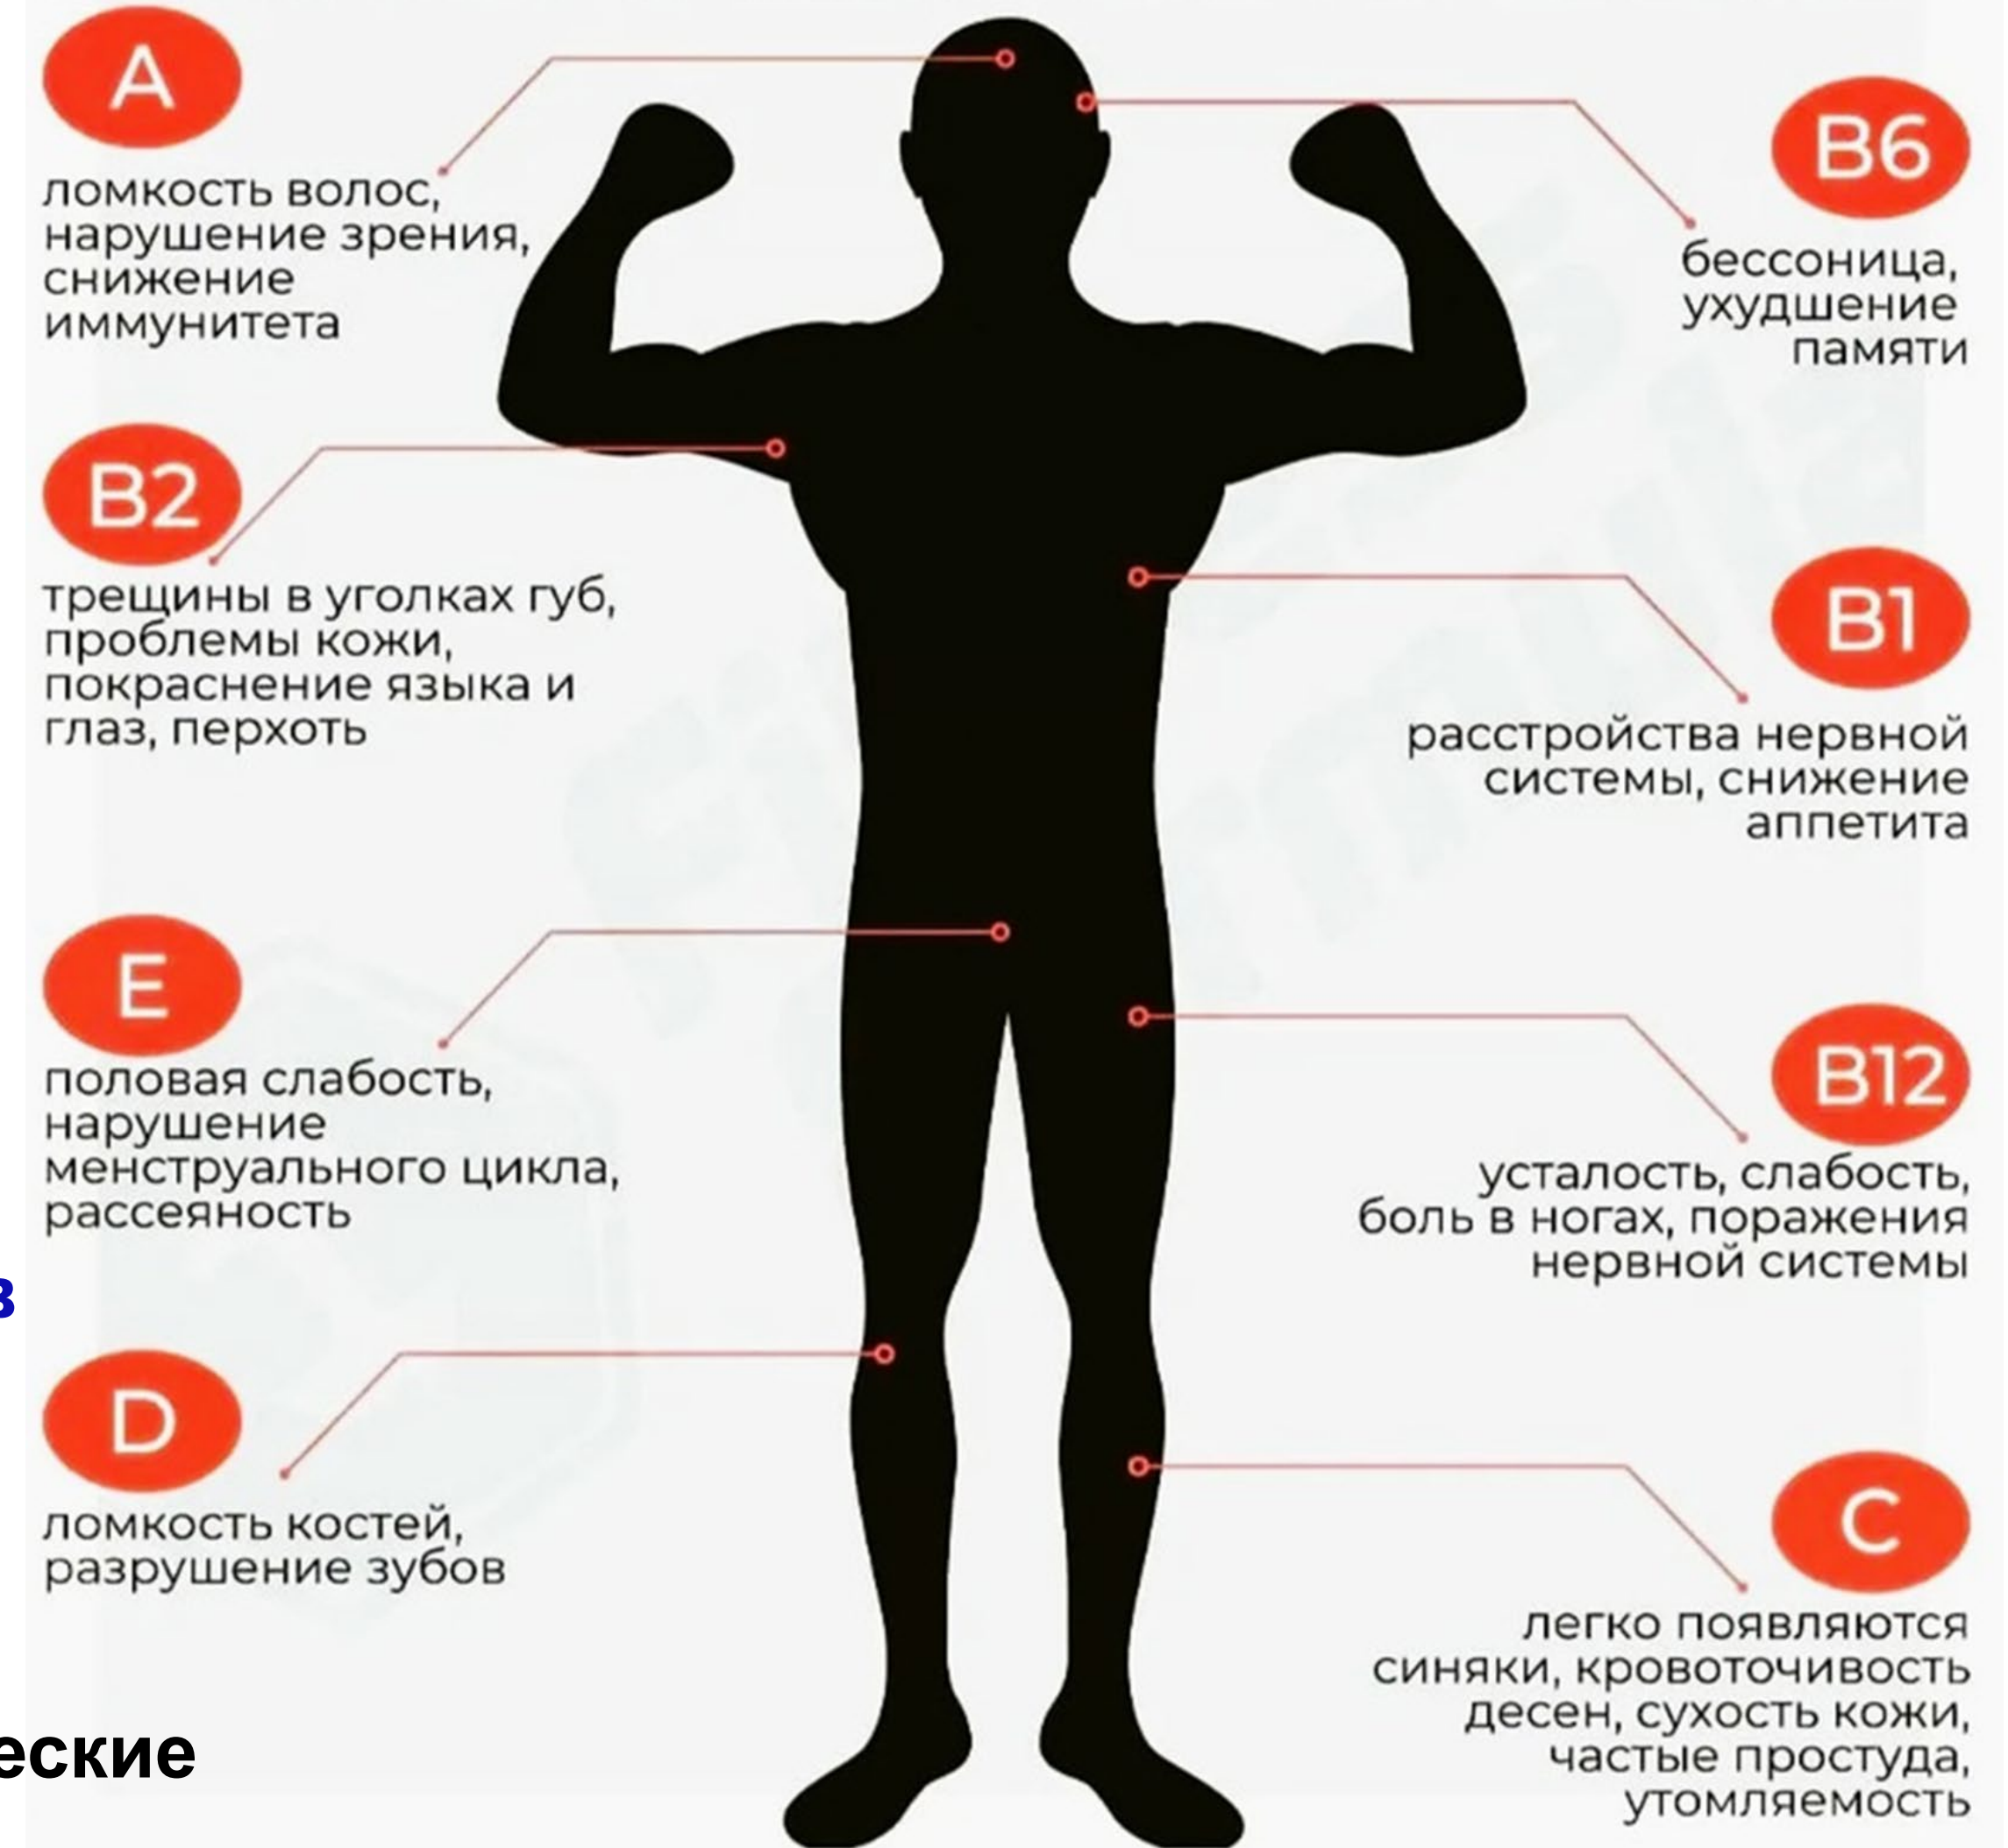 A
ломкость волос,
нарушение зрения,
снижение
иммунитета
B2
трещины в уголках губ,
проблемы кожи,
покраснение языка и
глаз, перхоть
E
половая слабость,
нарушение
менструального цикла,
рассеяность
в
D
ломкость костей,
разрушение зубов
еские
B6
бессоница,
ухудшение
памяти
B1
расстройства нервной
системы, снижение
аппетита
B12
усталость, слабость,
боль в ногах, поражения
нервной системы
C
легко появляются
синяки, кровоточивость
десен, сухость кожи,
частые простуда,
утомляемость